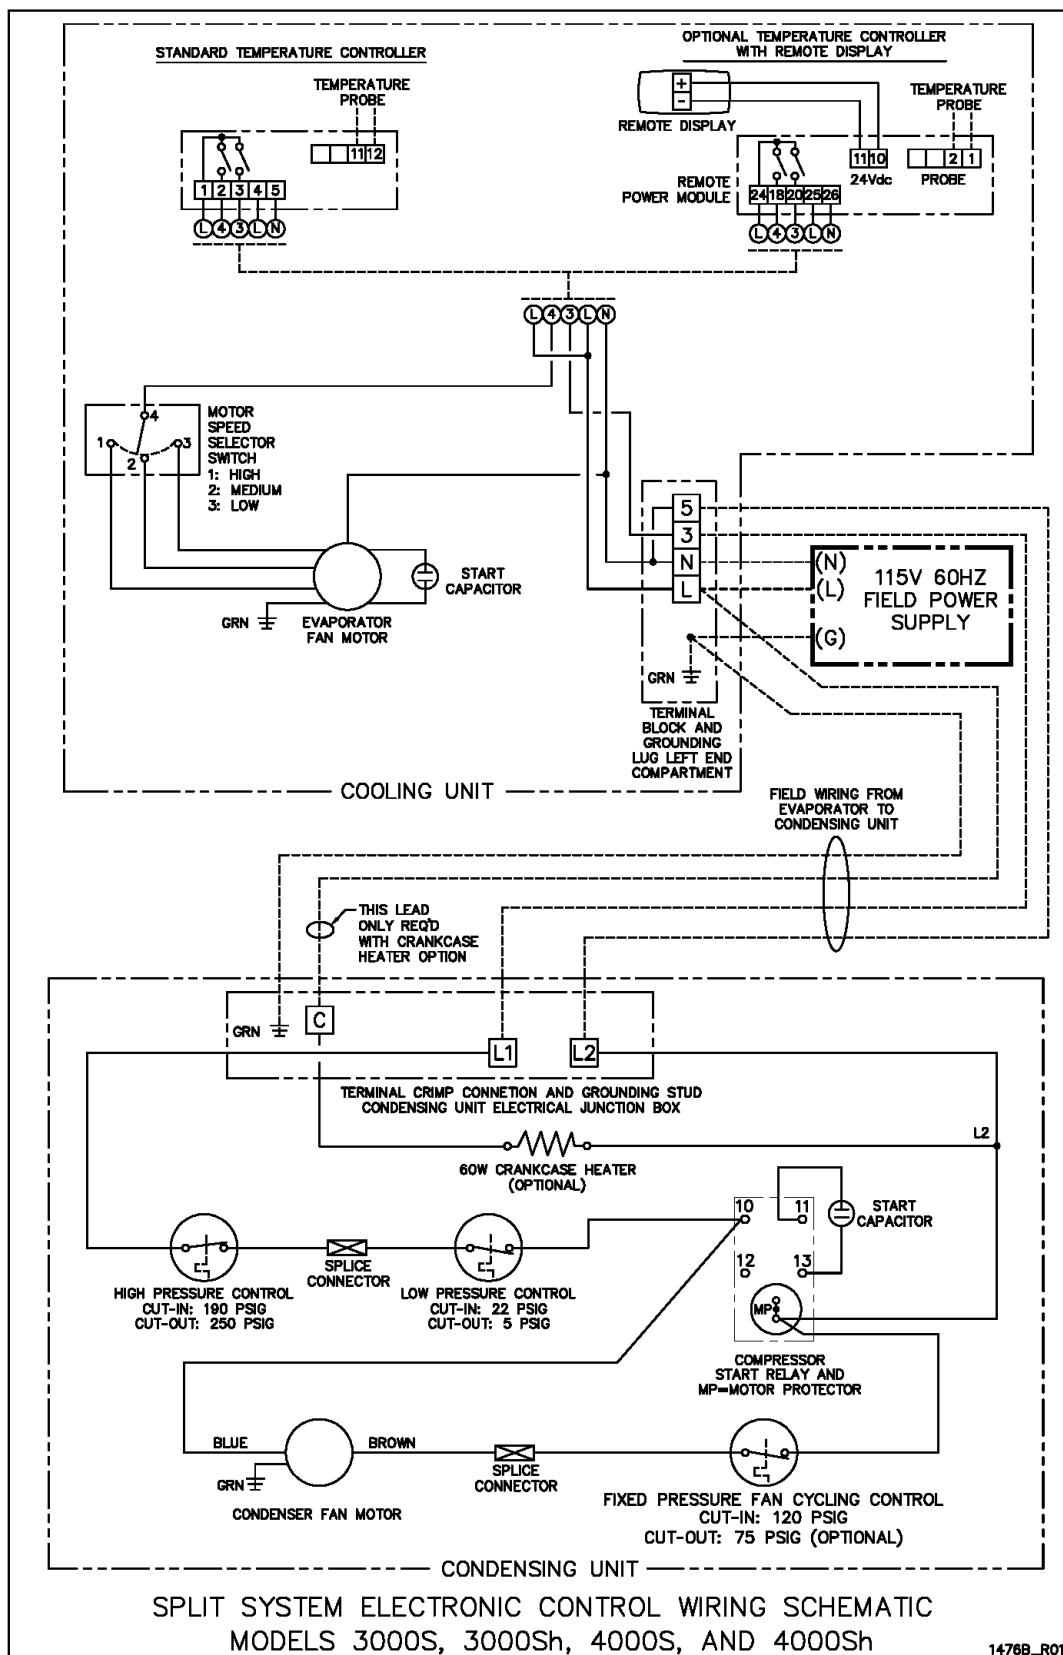 STANDARD TEMPERATURE CONTROLLER
OPTIONAL TEMPERATURE CONTROLLER
WITH REMOTE DISPLAY
TEMPERATURE
PROBE
11 12
1 2 3 4 5
L 4 3 L N
+
-
REMOTE DISPLAY
TEMPERATURE
PROBE
11 10
24Vdc
2 1
PROBE
REMOTE
POWER MODULE
24 18 20 25 26
L 4 3 L N
L 4 3 L N
4
1
3
2
MOTOR
SPEED
SELECTOR
SWITCH
1: HIGH
2: MEDIUM
3: LOW
START
CAPACITOR
GRN
EVAPORATOR
FAN MOTOR
5
3
N
L
GRN
TERMINAL
BLOCK AND
GROUNDING
LUG LEFT END
COMPARTMENT
(N)
(L)
(G)
115V 60HZ
FIELD POWER
SUPPLY
COOLING UNIT
FIELD WIRING FROM
EVAPORATOR TO
CONDENSING UNIT
THIS LEAD
ONLY REQ'D
WITH CRANKCASE
HEATER OPTION
GRN
C
L1
L2
TERMINAL CRIMP CONNETION AND GROUNDING STUD
CONDENSING UNIT ELECTRICAL JUNCTION BOX
L2
60W CRANKCASE HEATER
(OPTIONAL)
10
11
START
CAPACITOR
12
13
MP
COMPRESSOR
START RELAY AND
MP=MOTOR PROTECTOR
HIGH PRESSURE CONTROL
CUT-IN: 190 PSIG
CUT-OUT: 250 PSIG
SPLICE
CONNECTOR
LOW PRESSURE CONTROL
CUT-IN: 22 PSIG
CUT-OUT: 5 PSIG
BLUE
BROWN
GRN
CONDENSER FAN MOTOR
SPLICE
CONNECTOR
FIXED PRESSURE FAN CYCLING CONTROL
CUT-IN: 120 PSIG
CUT-OUT: 75 PSIG (OPTIONAL)
CONDENSING UNIT
SPLIT SYSTEM ELECTRONIC CONTROL WIRING SCHEMATIC
MODELS 3000S, 3000Sh, 4000S, AND 4000Sh
1476B_R01